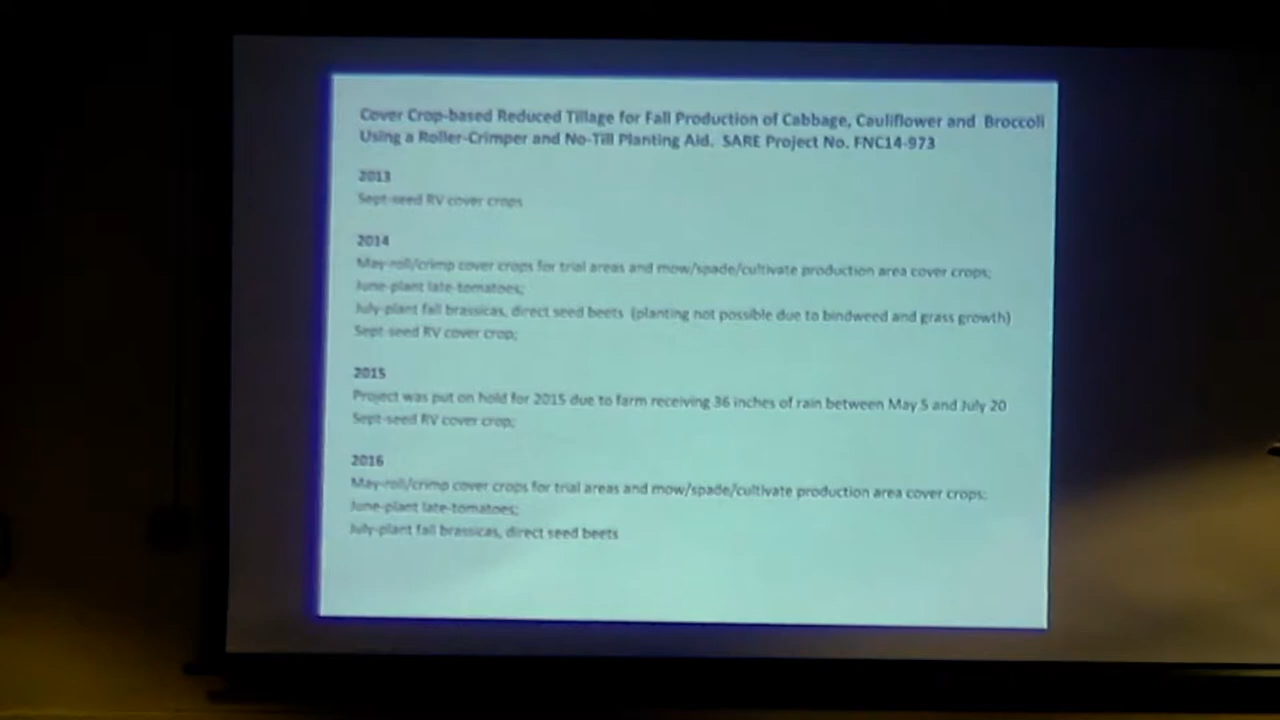 Cover Crop-based Reduced Tillage for Fall Production of Cabbage, Cauliflower and Broccoli
Using a Roller-Crimper and No-Till Planting Aid. SARE Project No. FNC14-973
2013
Sept-seed RV cover crops
2014
May-roll/crimp cover crops for trial areas and mow/spade/cultivate production area cover crops;
June-plant late-tomatoes;
July-plant fall brassicas, direct seed beets (planting not possible due to bindweed and grass growth)
Sept-seed RV cover crop;
2015
Project was put on hold for 2015 due to farm receiving 36 inches of rain between May 5 and July 20
Sept-seed RV cover crop;
2016
May-roll/crimp cover crops for trial areas and mow/spade/cultivate production area cover crops;
June-plant late-tomatoes;
July-plant fall brassicas, direct seed beets